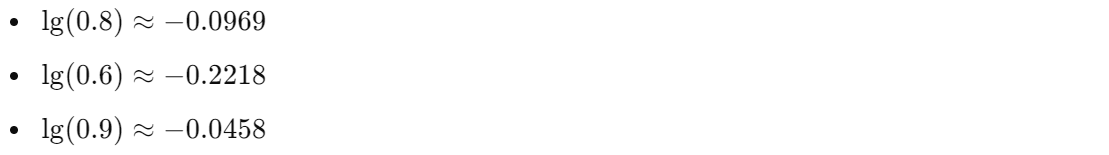 • lg(0.8) ≈ −0.0969
• lg(0.6) ≈ −0.2218
• lg(0.9) ≈ −0.0458